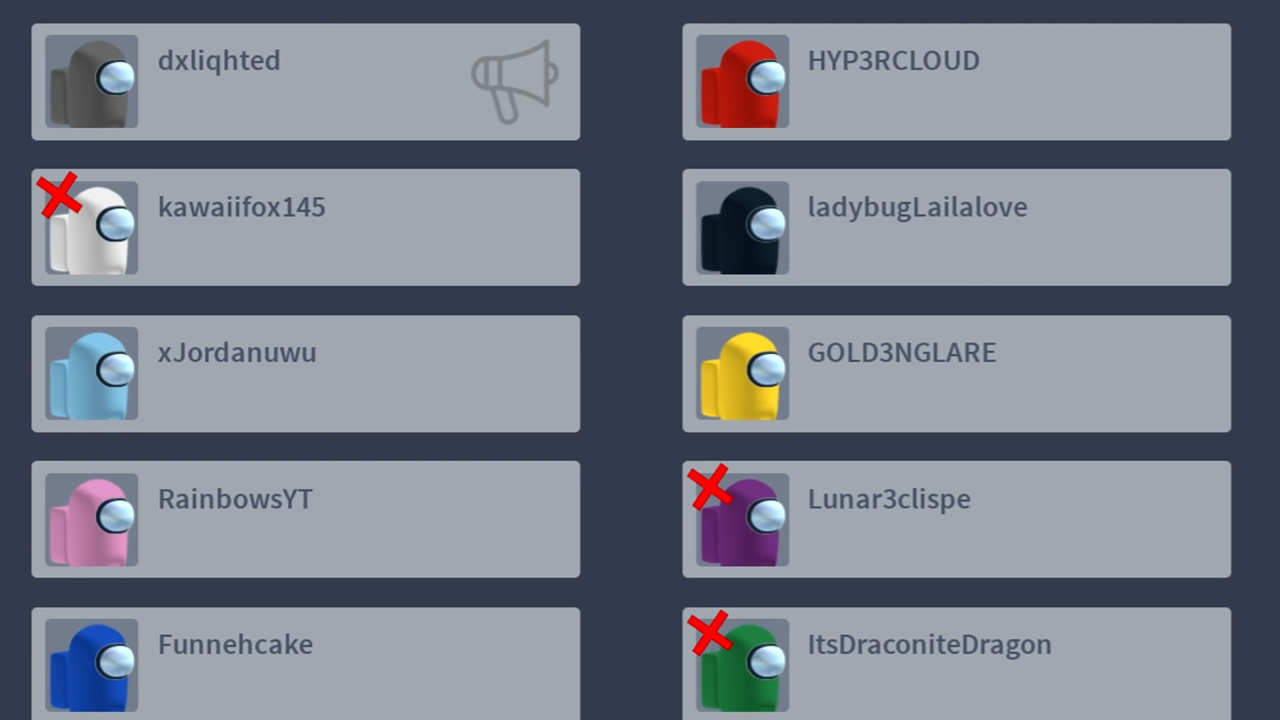 dxliqhted
HYP3RCLOUD
kawaiifox145
ladybugLailalove
xJordanuwu
GOLD3NGLARE
RainbowsYT
Lunar3clispe
Funnehcake
ItsDraconiteDragon